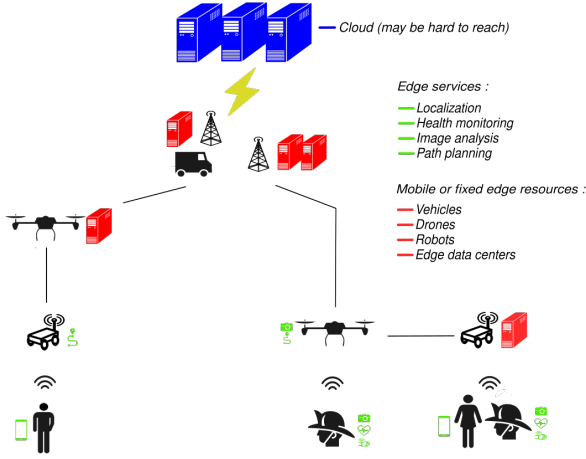 Cloud (may be hard to reach)
Edge services :
Localization
Health monitoring
Image analysis
Path planning
Mobile or fixed edge resources :
Vehicles
Drones
Robots
Edge data centers